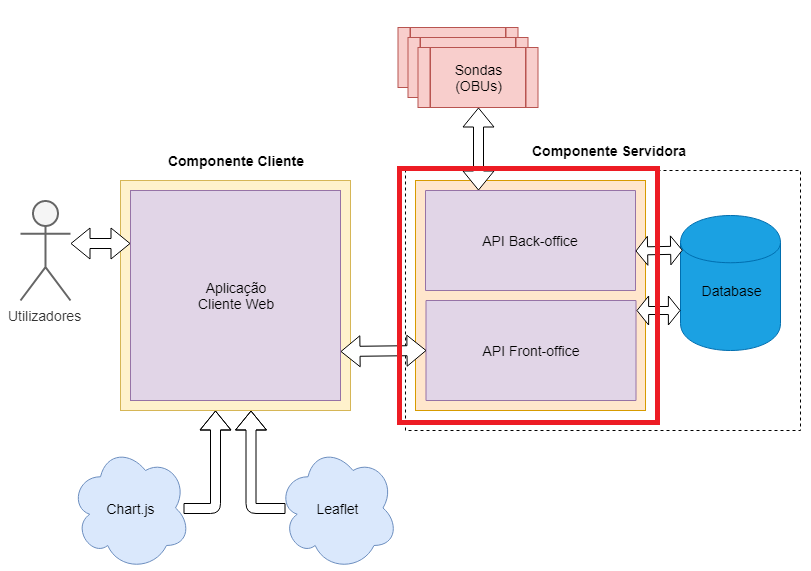 Sondas
(OBUs)
Componente Servidora
Componente Cliente
API Back-office
Aplicação
Cliente Web
Database
Utilizadores
API Front-office
Chart.js
Leaflet